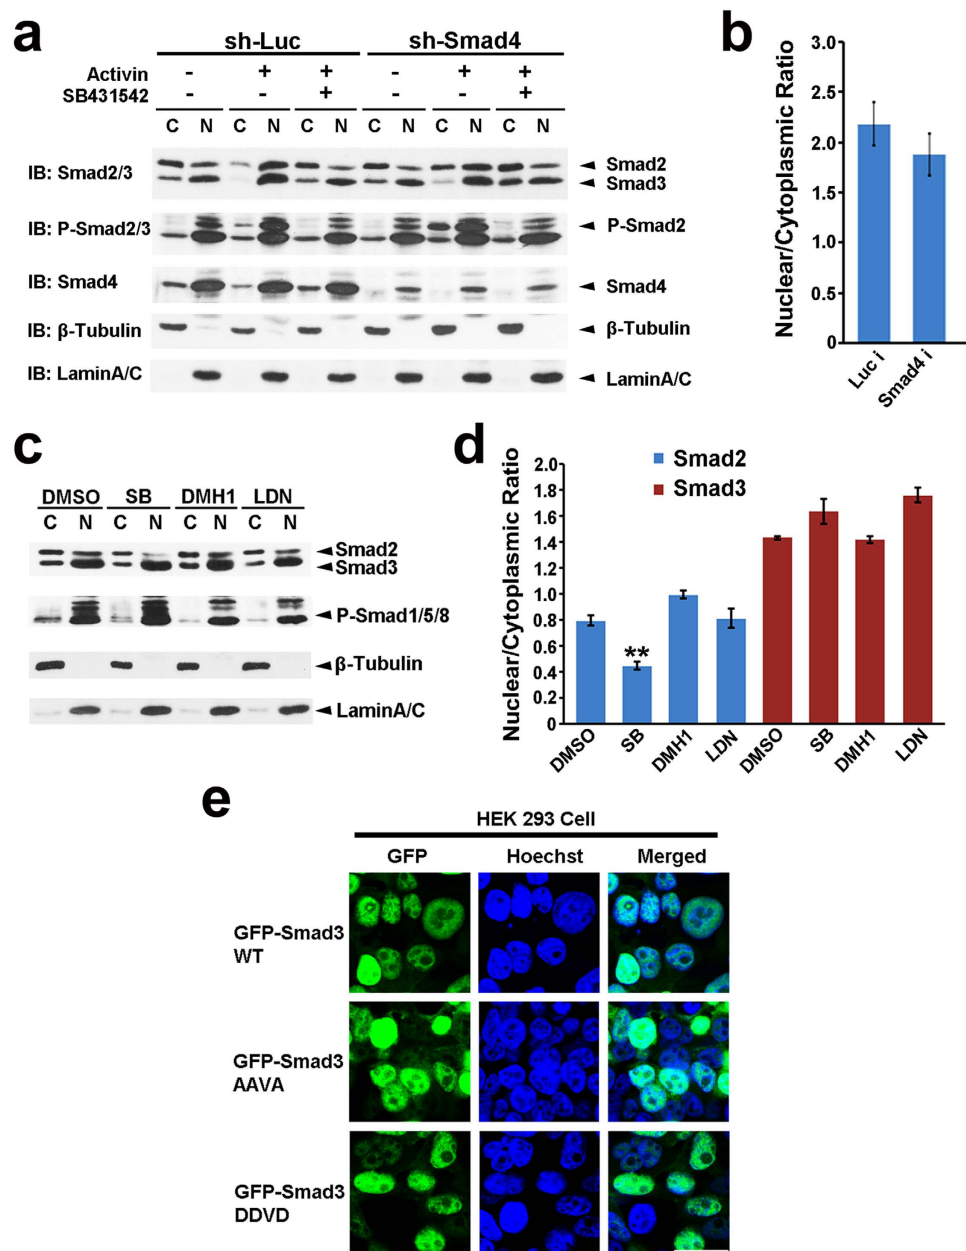 a
sh-Luc sh-Smad4
Activin - + + - + +
SB431542 - - + - - +
C N C N C N C N C N C N
IB: Smad2/3
Smad2
Smad3
IB: P-Smad2/3
P-Smad2
IB: Smad4
Smad4
IB: β-Tubulin
β-Tubulin
IB: LaminA/C
LaminA/C
b
Nuclear/Cytoplasmic Ratio
3.0
2.5
2.0
1.5
1.0
0.5
0
Luc i
Smad4 i
c
DMSO SB DMH1 LDN
C N C N C N C N
Smad2
Smad3
P-Smad1/5/8
β-Tubulin
LaminA/C
d
Nuclear/Cytoplasmic Ratio
2.0
1.8
1.6
1.4
1.2
1.0
0.8
0.6
0.4
0.2
0
Smad2
Smad3
**
DMSO SB DMH1 LDN DMSO SB DMH1 LDN
e
HEK 293 Cell
GFP Hoechst Merged
GFP-Smad3
WT
GFP-Smad3
AAVA
GFP-Smad3
DDVD